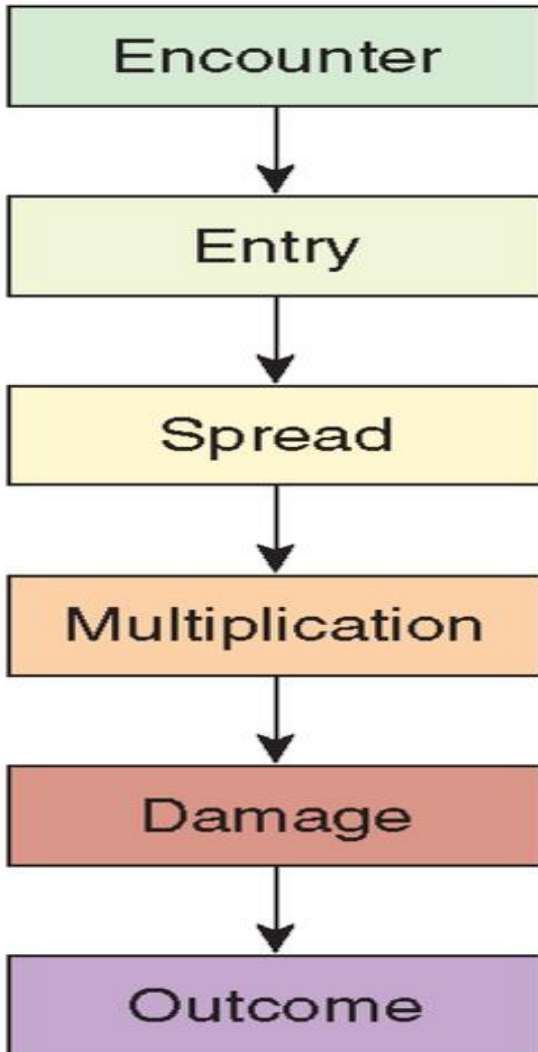 Encounter
Entry
Spread
Multiplication
Damage
Outcome